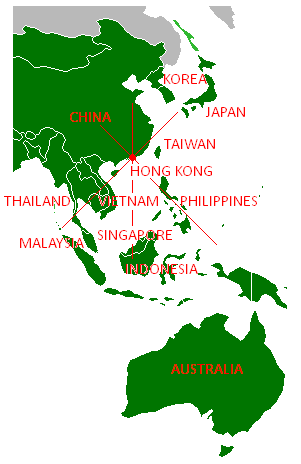 KOREA
CHINA
JAPAN
TAIWAN
HONG KONG
THAILAND
VIETNAM
PHILIPPINES
SINGAPORE
MALAYSIA
INDONESIA
AUSTRALIA